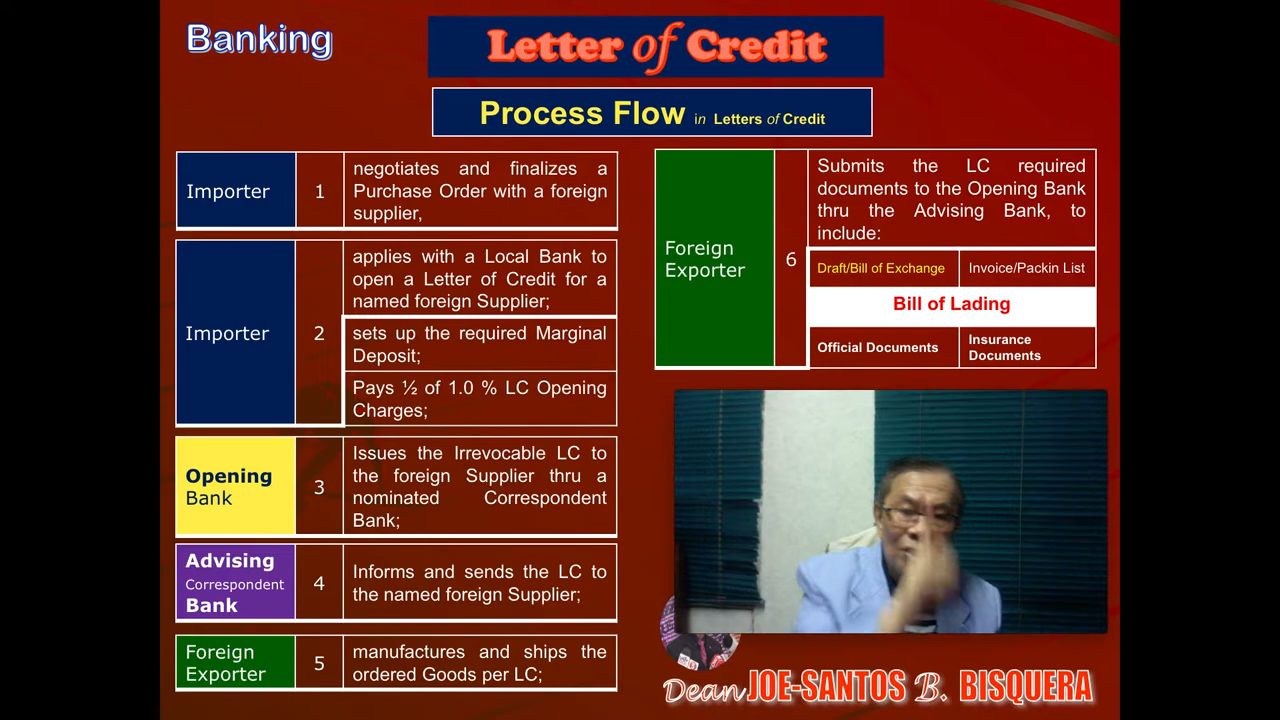 Banking
Letter of Credit
Process Flow in Letters of Credit
Importer
1
negotiates and finalizes a
Purchase Order with a foreign
supplier,
Importer
2
applies with a Local Bank to
open a Letter of Credit for a
named foreign Supplier;
sets up the required Marginal
Deposit;
Pays ½ of 1.0 % LC Opening
Charges;
Opening
Bank
3
Issues the Irrevocable LC to
the foreign Supplier thru a
nominated Correspondent
Bank;
Advising
Correspondent
Bank
4
Informs and sends the LC to
the named foreign Supplier;
Foreign
Exporter
5
manufactures and ships the
ordered Goods per LC;
Foreign
Exporter
6
Submits the LC required
documents to the Opening Bank
thru the Advising Bank, to
include:
Draft/Bill of Exchange
Invoice/Packin List
Bill of Lading
Official Documents
Insurance
Documents
Dean JOE-SANTOS B. BISQUERA